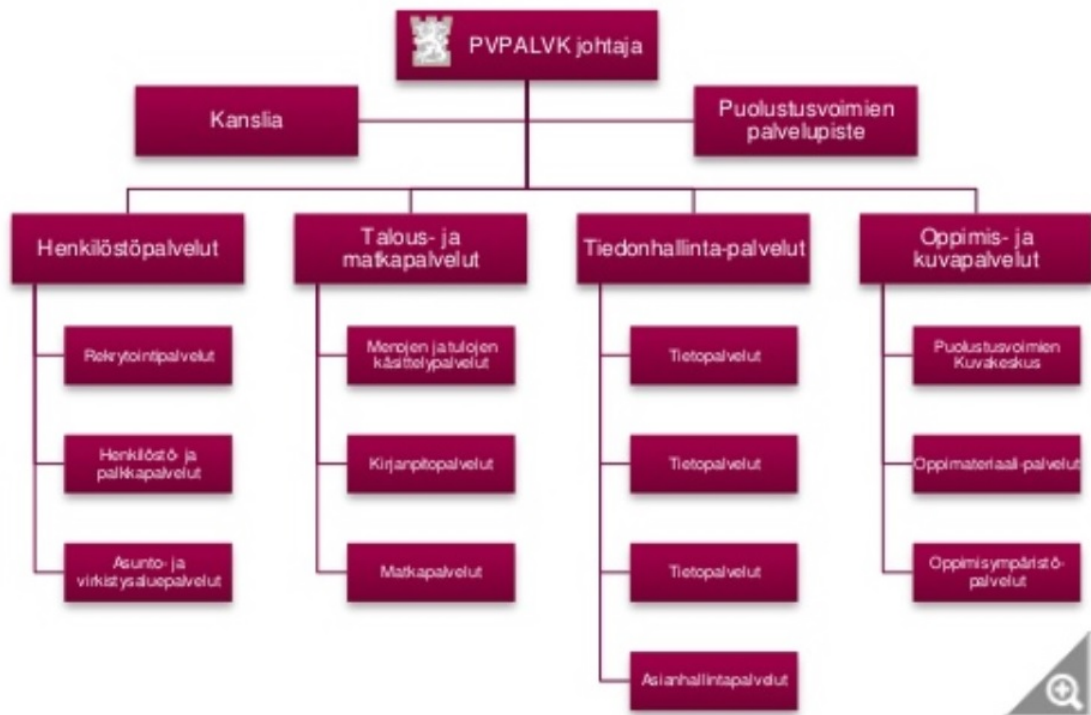 PVPALVK johtaja
Kanslia
Puolustusvoimien
palvelupiste
Henkilöstöpalvelut
Talous- ja
matkapalvelut
Tiedonhallinta-palvelut
Oppimis- ja
kuvapalvelut
Rekrytointipalvelut
Menojen ja tulojen
käsittelypalvelut
Tietopalvelut
Puolustusvoimien
Kuvakeskus
Henkilöstö- ja
palkkapalvelut
Kirjanpitopalvelut
Tietopalvelut
Oppimateriaali-palvelut
Asunto- ja
virkistysaluepalvelut
Matkapalvelut
Tietopalvelut
Oppimisympäristö-
palvelut
Asianhallintapalvelut